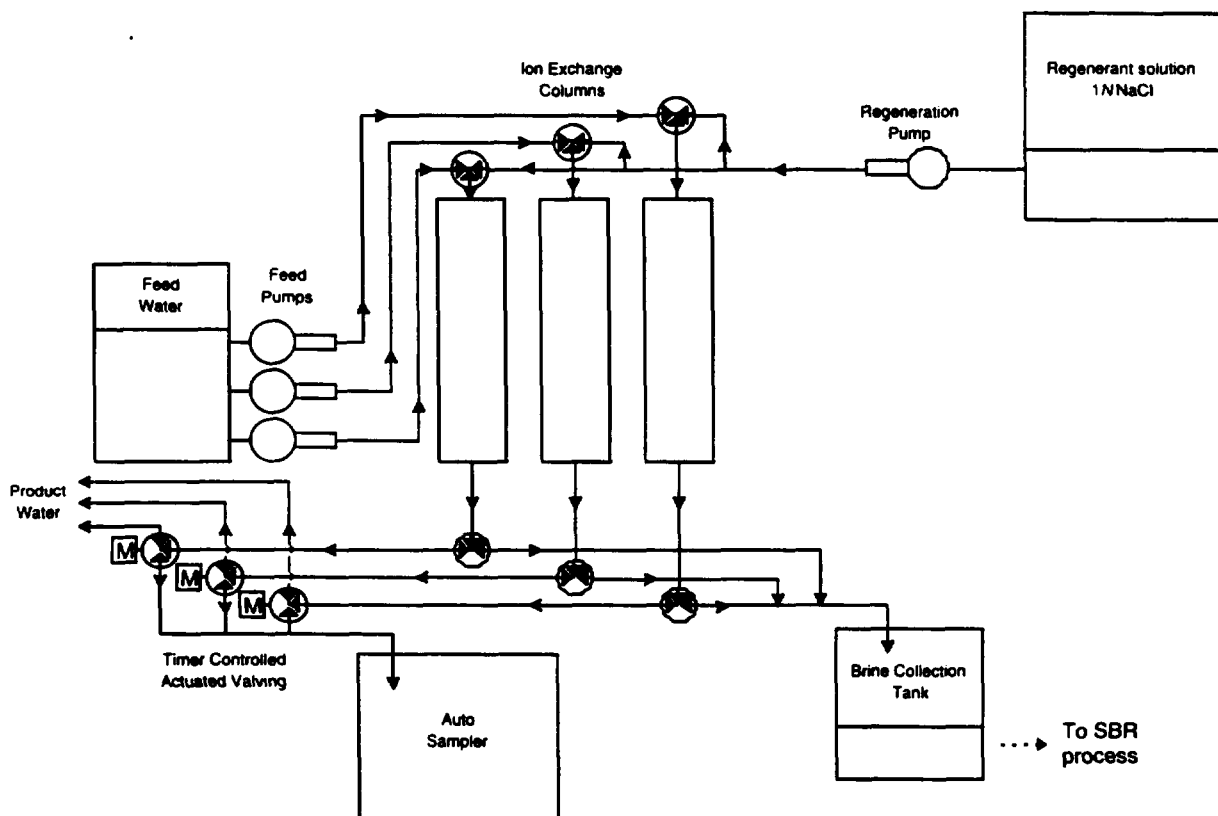 Ion Exchange
Columns
Regenerant solution
1N NaCl
Regeneration
Pump
Feed
Water
Feed
Pumps
Product
Water
M
M
M
Timer Controlled
Actuated Valving
Auto
Sampler
Brine Collection
Tank
To SBR
process